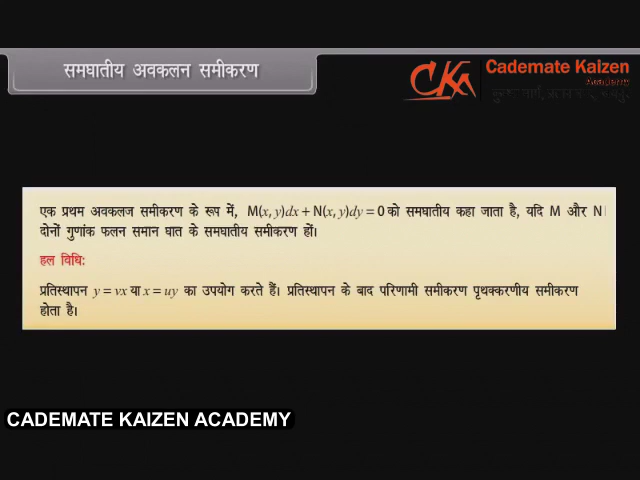 समघातीय अवकलन समीकरण
CKA Cademate Kaizen
Academy
एक प्रथम अवकलज समीकरण के रूप में, M(x, y)dx + N(x, y)dy = 0 को समघातीय कहा जाता है, यदि M और N
दोनों गुणांक फलन समान घात के समघातीय समीकरण हों।
हल विधि:
प्रतिस्थापन y = vx या x = uy का उपयोग करते हैं। प्रतिस्थापन के बाद परिणामी समीकरण पृथक्करणीय समीकरण
होता है।
CADEMATE KAIZEN ACADEMY